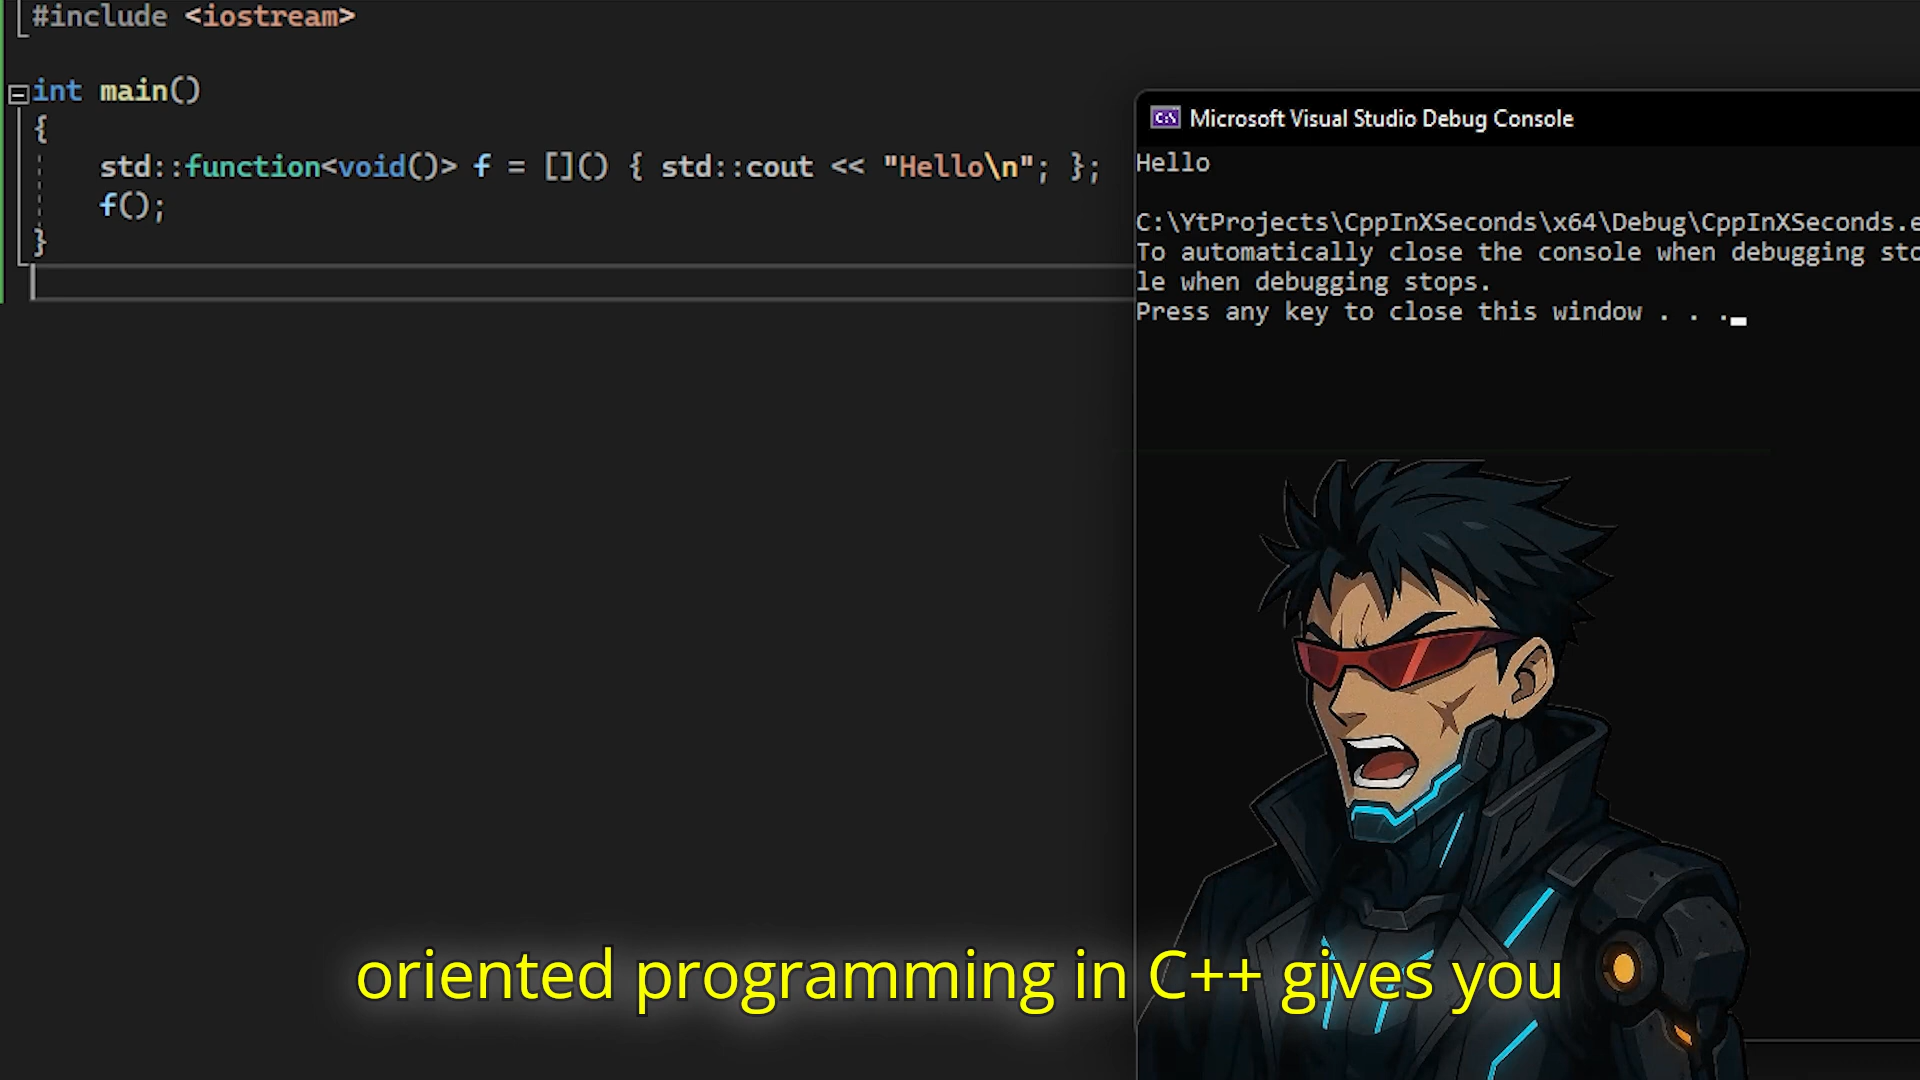 #include <iostream>
int main()
{
std::function<void()> f = []() { std::cout << "Hello\n"; };
f();
}
Microsoft Visual Studio Debug Console
Hello
C:\YtProjects\CppInXSeconds\x64\Debug\CppInXSeconds.e
To automatically close the console when debugging sto
le when debugging stops.
Press any key to close this window . . .
oriented programming in C++ gives you